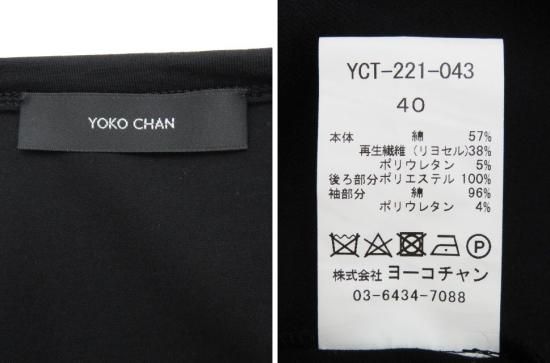 YOKO CHAN
YCT-221-043
40
本体 綿 57%
再生繊維(リヨセル)38%
ポリウレタン 5%
後ろ部分ポリエステル 100%
袖部分 綿 96%
ポリウレタン 4%
P
株式会社 ヨーコチャン
03-6434-7088